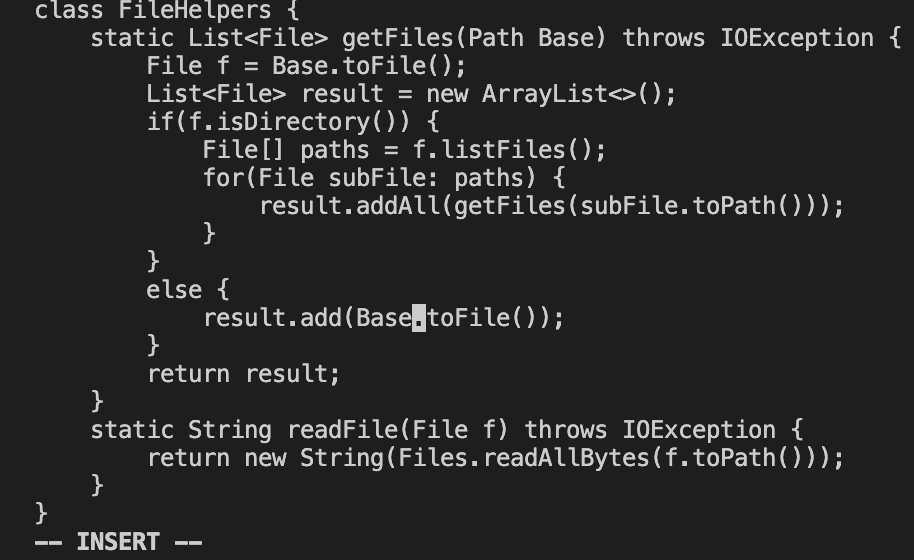 class FileHelpers {
    static List<File> getFiles(Path Base) throws IOException {
        File f = Base.toFile();
        List<File> result = new ArrayList<>();
        if(f.isDirectory()) {
            File[] paths = f.listFiles();
            for(File subFile: paths) {
                result.addAll(getFiles(subFile.toPath()));
            }
        }
        else {
            result.add(Base.toFile());
        }
        return result;
    }
    static String readFile(File f) throws IOException {
        return new String(Files.readAllBytes(f.toPath()));
    }
}
-- INSERT --